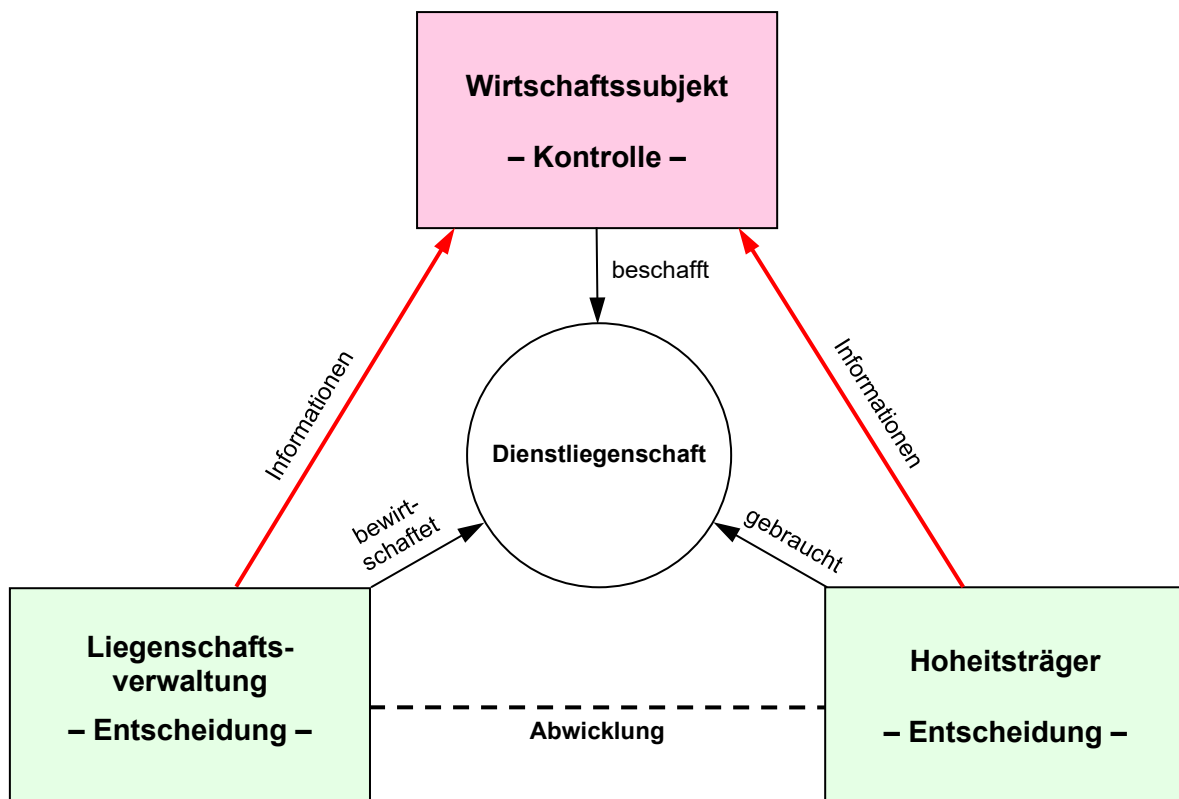 Wirtschaftssubjekt
– Kontrolle –
beschafft
Informationen
Informationen
Dienstliegenschaft
bewirt-
schaftet
gebraucht
Liegenschafts-
verwaltung
– Entscheidung –
Hoheitsträger
– Entscheidung –
Abwicklung